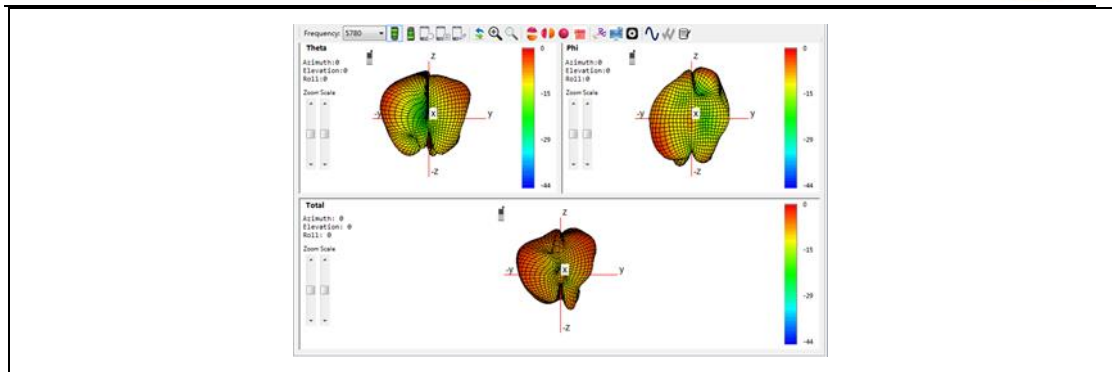 Frequency: 5780
Theta
Azimuth:0
Elevation:0
Roll:0
Zoom Scale
z
-y
x
y
-z
0
-15
-29
-44
Phi
Azimuth:0
Elevation:0
Roll:0
Zoom Scale
z
-y
x
y
-z
0
-15
-29
-44
Total
Azimuth: 0
Elevation: 0
Roll: 0
Zoom Scale
z
-y
x
y
-z
0
-15
-29
-44